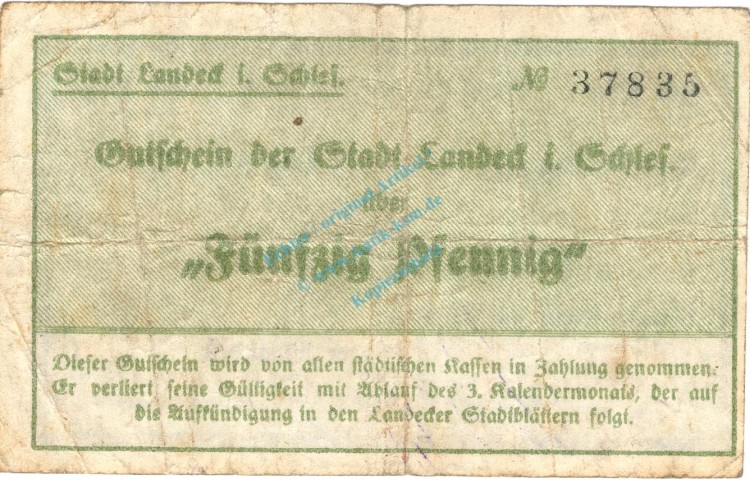 Stadt Landeck i. Schles. № 37835
Gutschein der Stadt Landeck i. Schles.
über
„Fünfzig Pfennig“
Dieser Gutschein wird von allen städtischen Kassen in Zahlung genommen.
Er verliert seine Gültigkeit mit Ablauf des 3. Kalendermonats, der auf
die Aufkündigung in den Landecker Stadtblättern folgt.
original Artikel